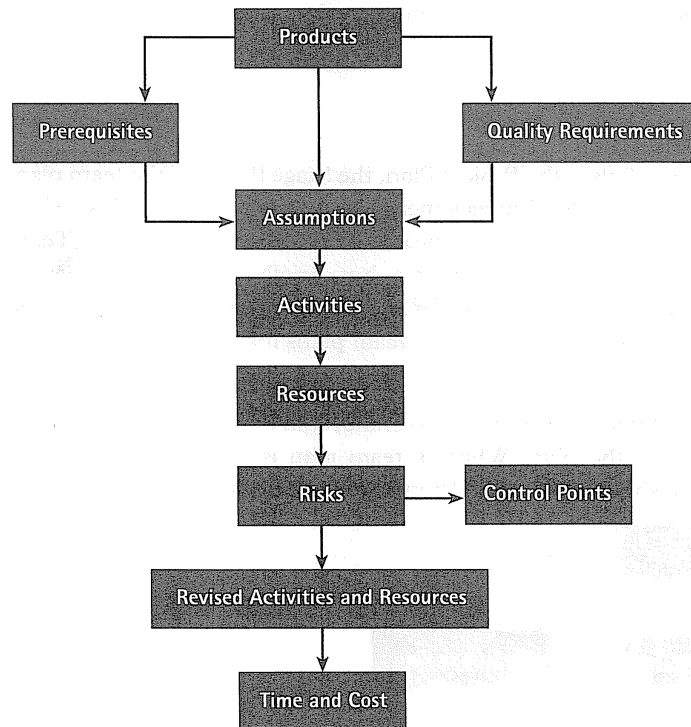 Products
Prerequisites
Quality Requirements
Assumptions
Activities
Resources
Risks
Control Points
Revised Activities and Resources
Time and Cost